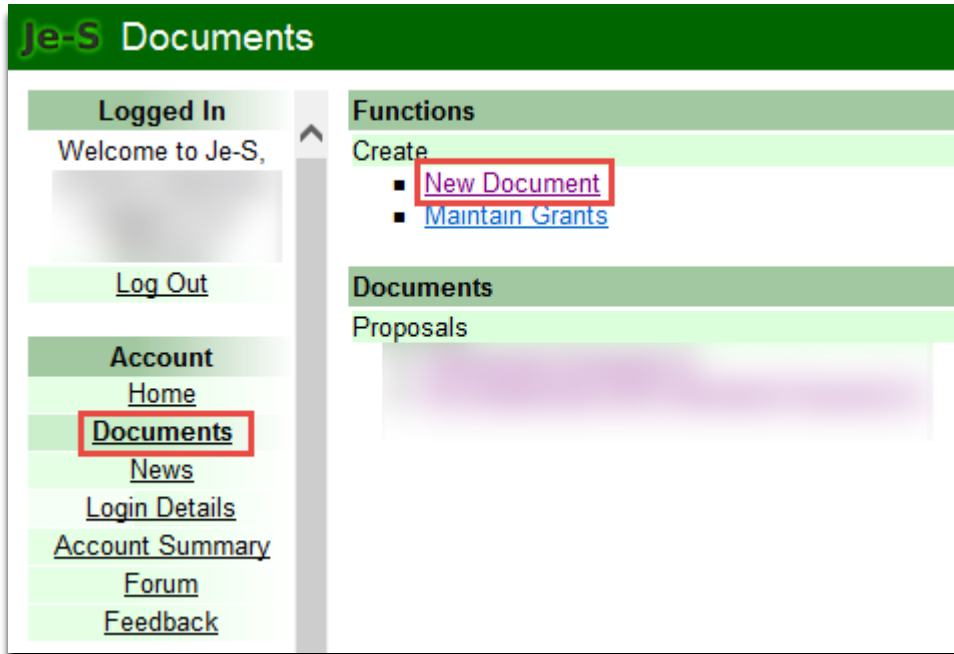 Je-S Documents
Logged In
Welcome to Je-S,
Log Out
Account
Home
Documents
News
Login Details
Account Summary
Forum
Feedback
Functions
Create
New Document
Maintain Grants
Documents
Proposals